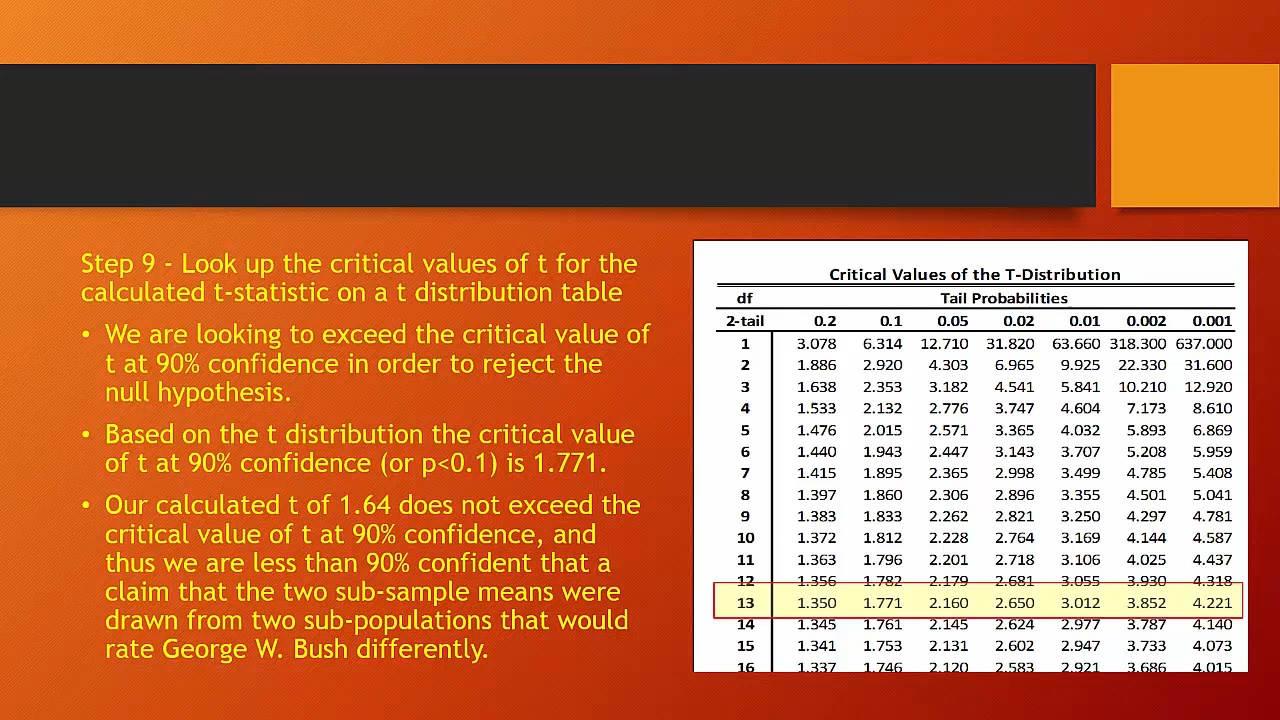 Step 9 - Look up the critical values of t for the
calculated t-statistic on a t distribution table
• We are looking to exceed the critical value of
t at 90% confidence in order to reject the
null hypothesis.
• Based on the t distribution the critical value
of t at 90% confidence (or p<0.1) is 1.771.
• Our calculated t of 1.64 does not exceed the
critical value of t at 90% confidence, and
thus we are less than 90% confident that a
claim that the two sub-sample means were
drawn from two sub-populations that would
rate George W. Bush differently.
Critical Values of the T-Distribution
df Tail Probabilities
2-tail 0.2 0.1 0.05 0.02 0.01 0.002 0.001
1 3.078 6.314 12.710 31.820 63.660 318.300 637.000
2 1.886 2.920 4.303 6.965 9.925 22.330 31.600
3 1.638 2.353 3.182 4.541 5.841 10.210 12.920
4 1.533 2.132 2.776 3.747 4.604 7.173 8.610
5 1.476 2.015 2.571 3.365 4.032 5.893 6.869
6 1.440 1.943 2.447 3.143 3.707 5.208 5.959
7 1.415 1.895 2.365 2.998 3.499 4.785 5.408
8 1.397 1.860 2.306 2.896 3.355 4.501 5.041
9 1.383 1.833 2.262 2.821 3.250 4.297 4.781
10 1.372 1.812 2.228 2.764 3.169 4.144 4.587
11 1.363 1.796 2.201 2.718 3.106 4.025 4.437
12 1.356 1.782 2.179 2.681 3.055 3.930 4.318
13 1.350 1.771 2.160 2.650 3.012 3.852 4.221
14 1.345 1.761 2.145 2.624 2.977 3.787 4.140
15 1.341 1.753 2.131 2.602 2.947 3.733 4.073
16 1.337 1.746 2.120 2.583 2.921 3.686 4.015